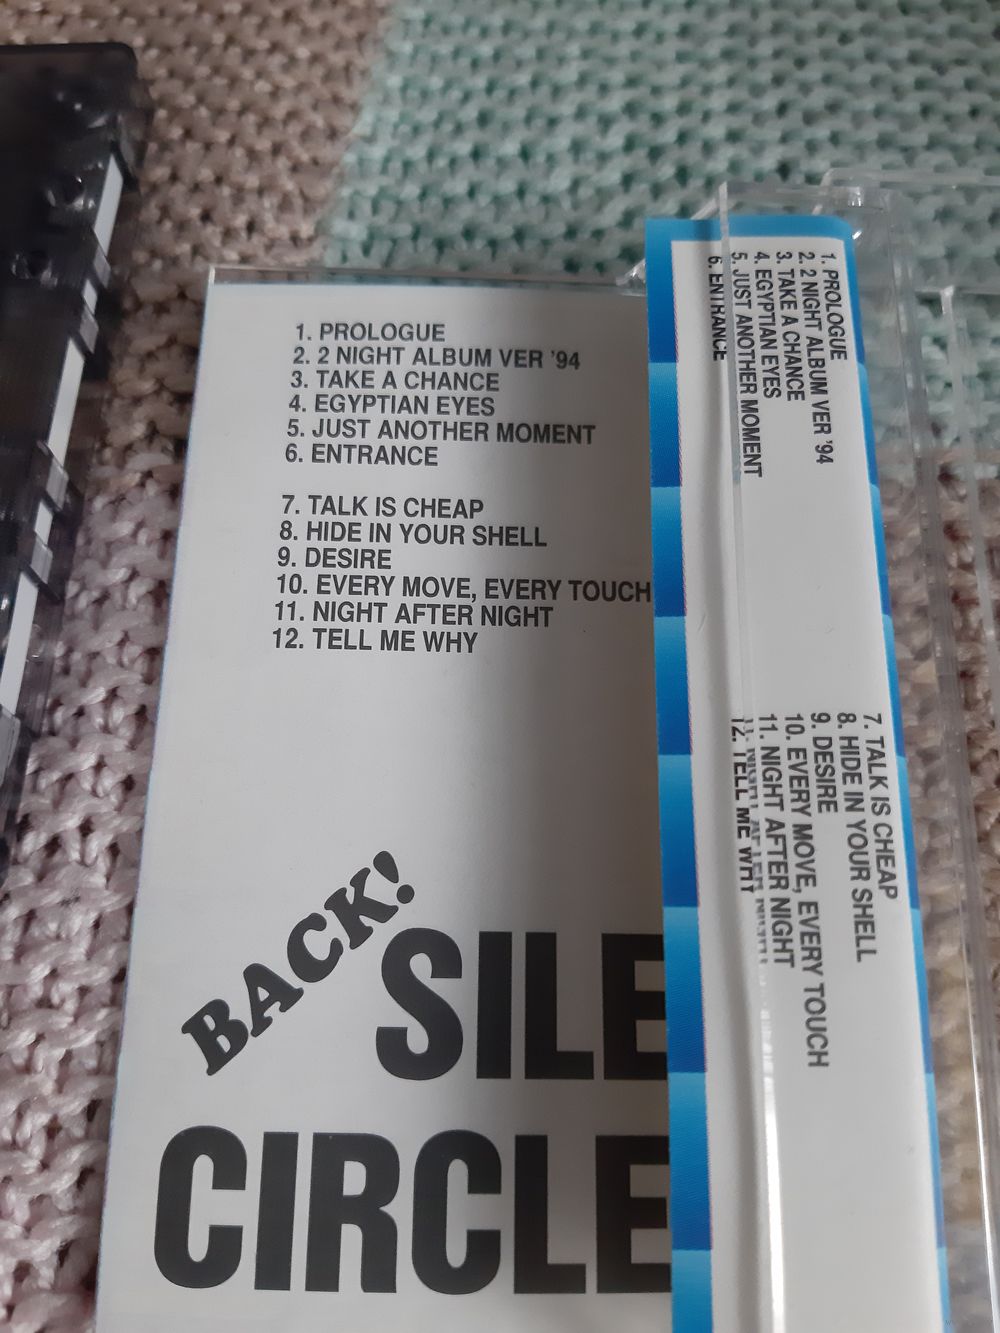 1. PROLOGUE
2. 2 NIGHT ALBUM VER '94
3. TAKE A CHANCE
4. EGYPTIAN EYES
5. JUST ANOTHER MOMENT
6. ENTRANCE
7. TALK IS CHEAP
8. HIDE IN YOUR SHELL
9. DESIRE
10. EVERY MOVE, EVERY TOUCH
11. NIGHT AFTER NIGHT
12. TELL ME WHY
BACK!
SILE
CIRCLE
1. PROLOGUE
2. 2 NIGHT ALBUM VER '94
3. TAKE A CHANCE
4. EGYPTIAN EYES
5. JUST ANOTHER MOMENT
6. ENTRANCE
7. TALK IS CHEAP
8. HIDE IN YOUR SHELL
9. DESIRE
10. EVERY MOVE, EVERY TOUCH
11. NIGHT AFTER NIGHT
12. TELL ME WHY